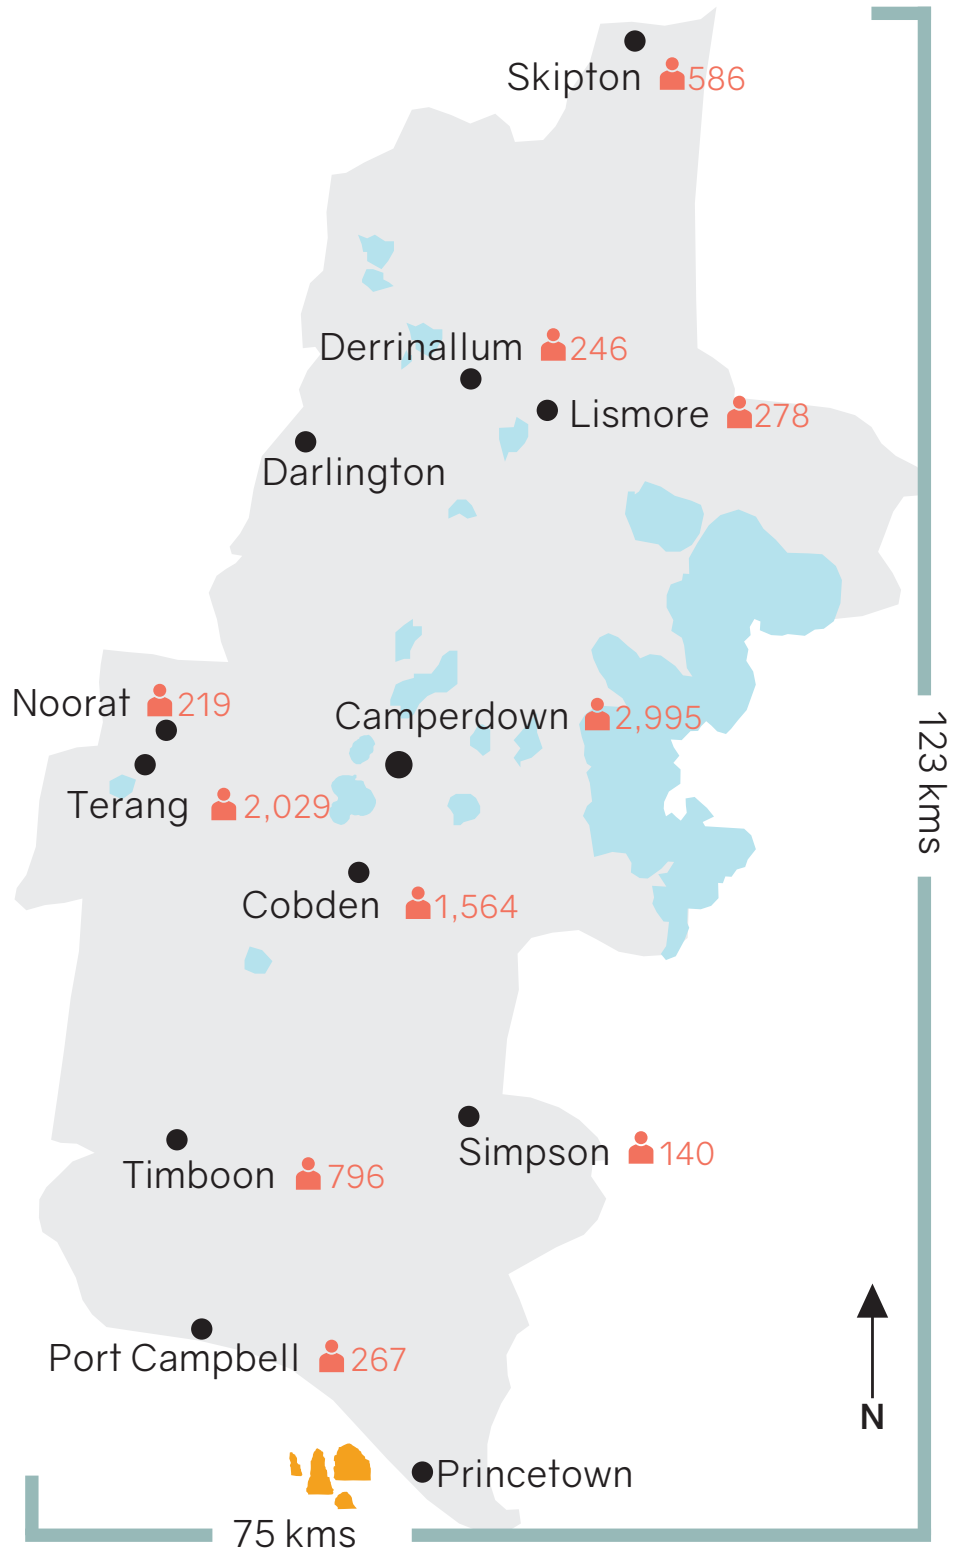 Skipton 586
Derrinallum 246
Lismore 278
Darlington
Noorat 219
Camperdown 2,995
123 kms
Terang 2,029
Cobden 1,564
Simpson 140
Timboon 796
Port Campbell 267
N
Princetown
75 kms